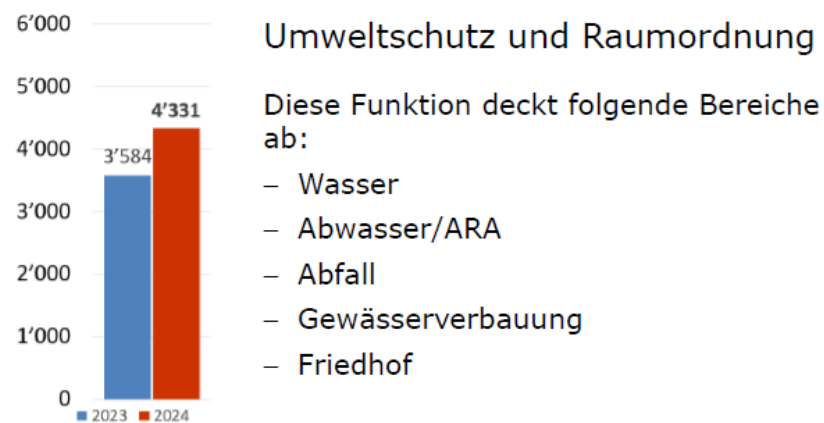 6’000
5’000
4’000
3’000
2’000
1’000
0
3’584
4’331
2023 2024
Umweltschutz und Raumordnung
Diese Funktion deckt folgende Bereiche
ab:
– Wasser
– Abwasser/ARA
– Abfall
– Gewässerverbauung
– Friedhof